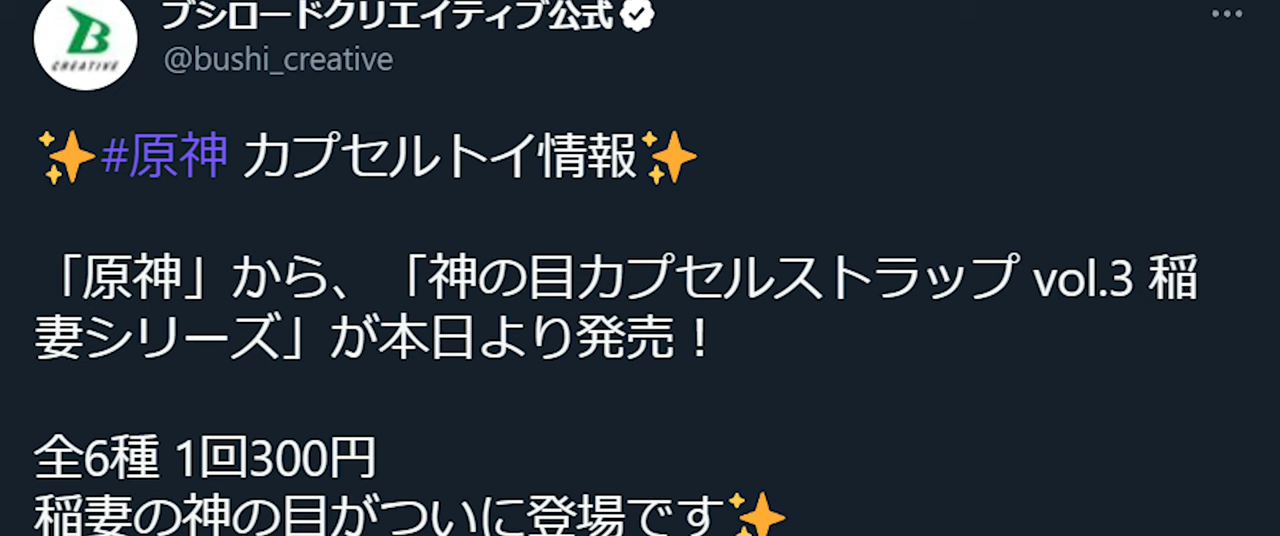 ブシロードクリエイティブ公式
B
CREATIVE
@bushi_creative
✨#原神 カプセルトイ情報✨
「原神」から、「神の目カプセルストラップ vol.3 稲
妻シリーズ」が本日より発売！
全6種 1回300円
稲妻の神の目がついに登場です✨